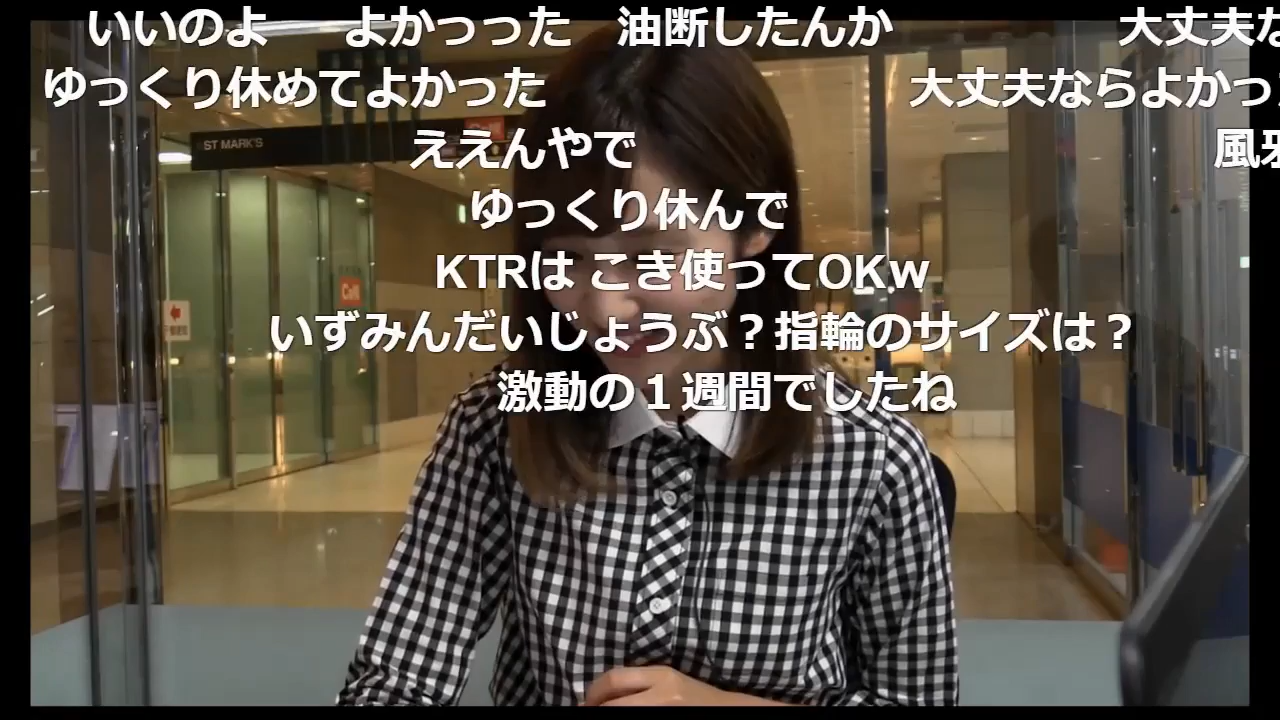 いいのよ よかっった 油断したんか 大丈夫な
ゆっくり休めてよかった 大丈夫ならよかっ
ST MARK'S
ええんやで
風邪
ゆっくり休んで
KTRは こき使ってOKw
いずみんだいじょうぶ？指輪のサイズは？
激動の１週間でしたね